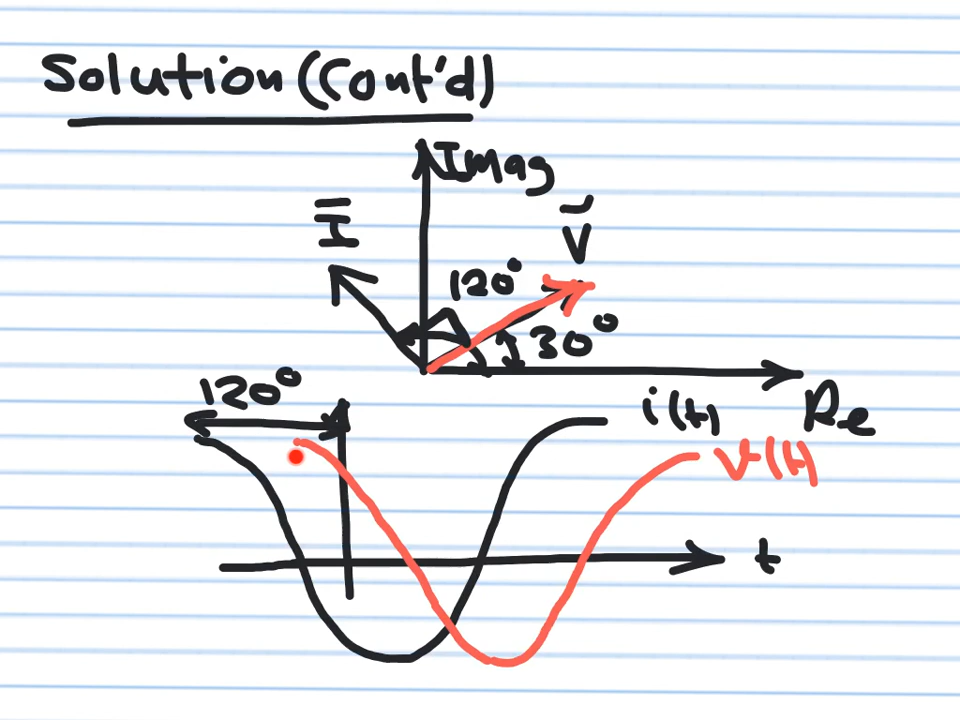 Solution (Cont'd)
Imag
Ī
V̄
120°
30°
120°
i(t)
Re
v(t)
t